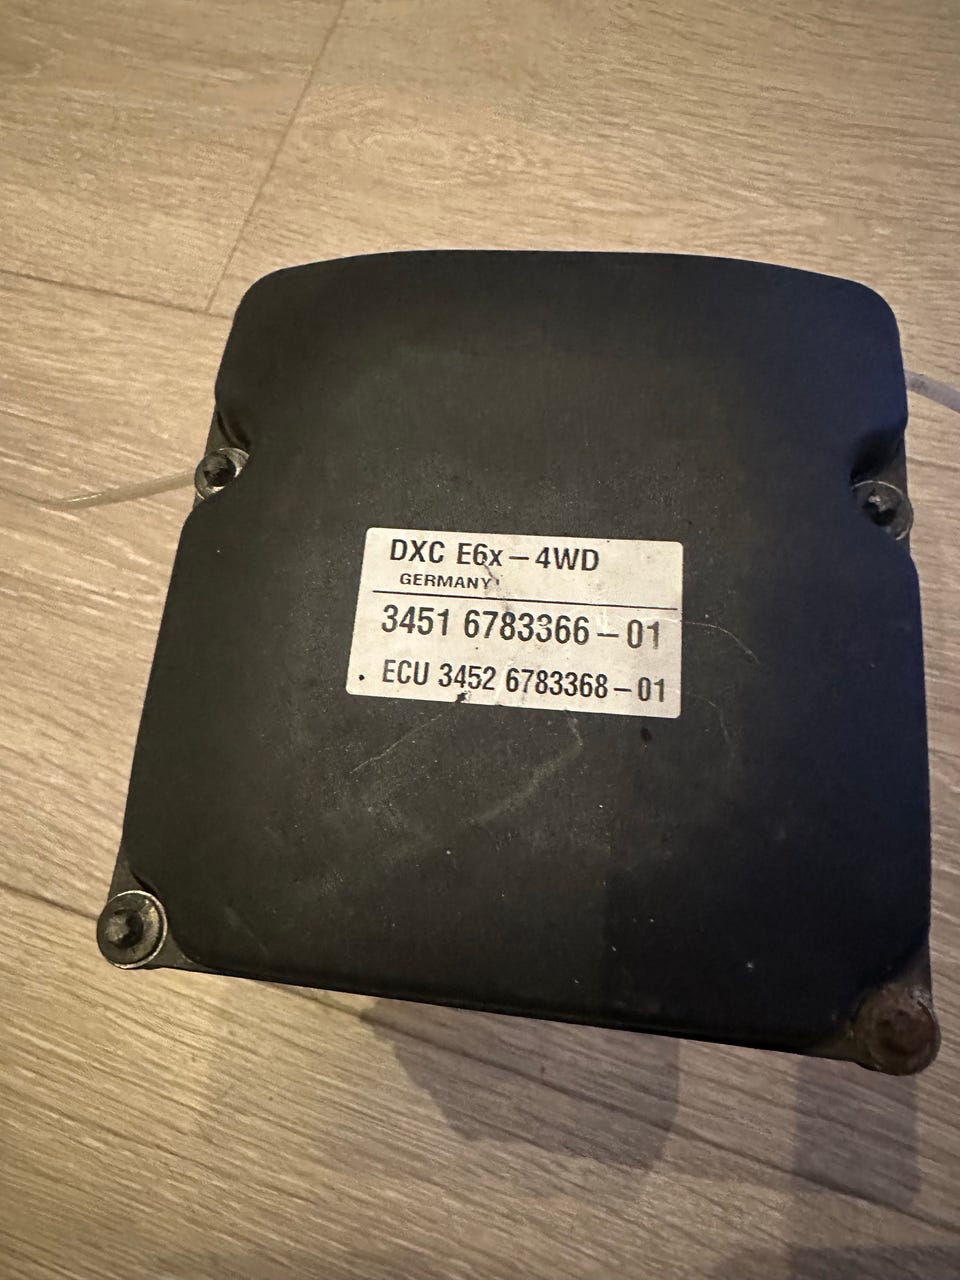 DXC E6x – 4WD
GERMANY
3451 6783366 – 01
ECU 3452 6783368 – 01